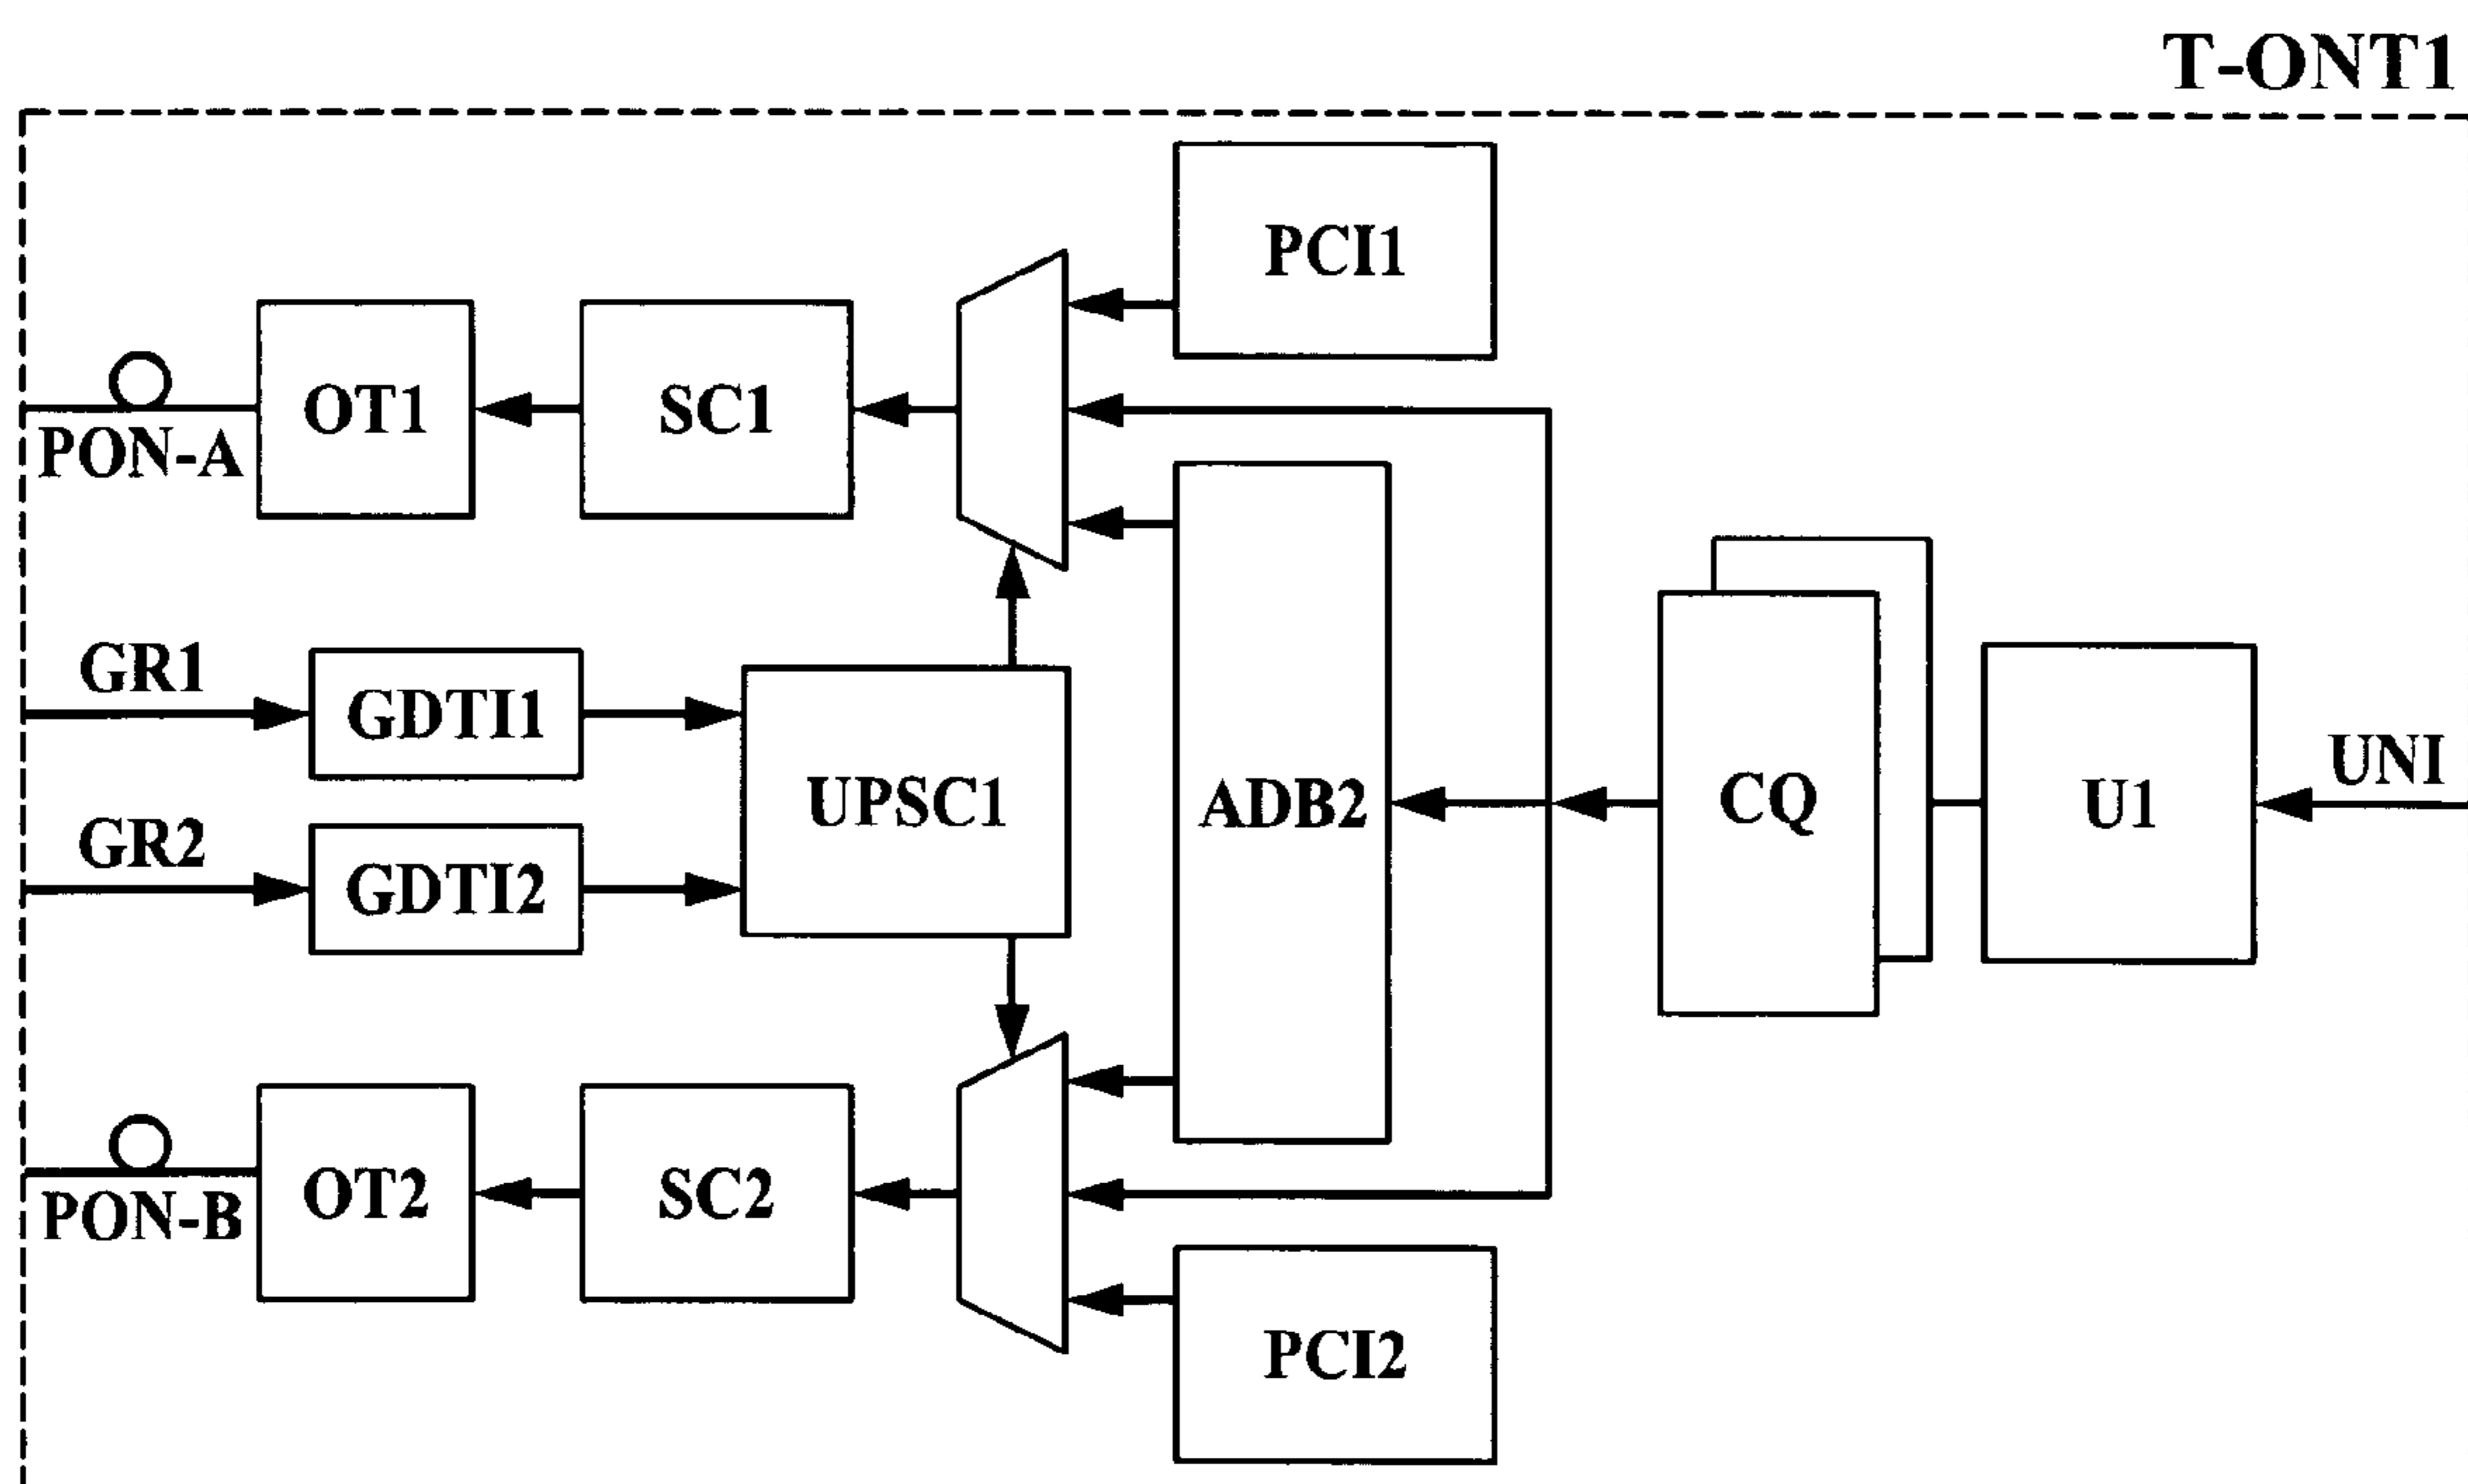 T-ONT1
PCI1
OT1
SC1
PON-A
GR1
GDTI1
UPSC1
ADB2
CQ
U1
UNI
GR2
GDTI2
OT2
SC2
PON-B
PCI2